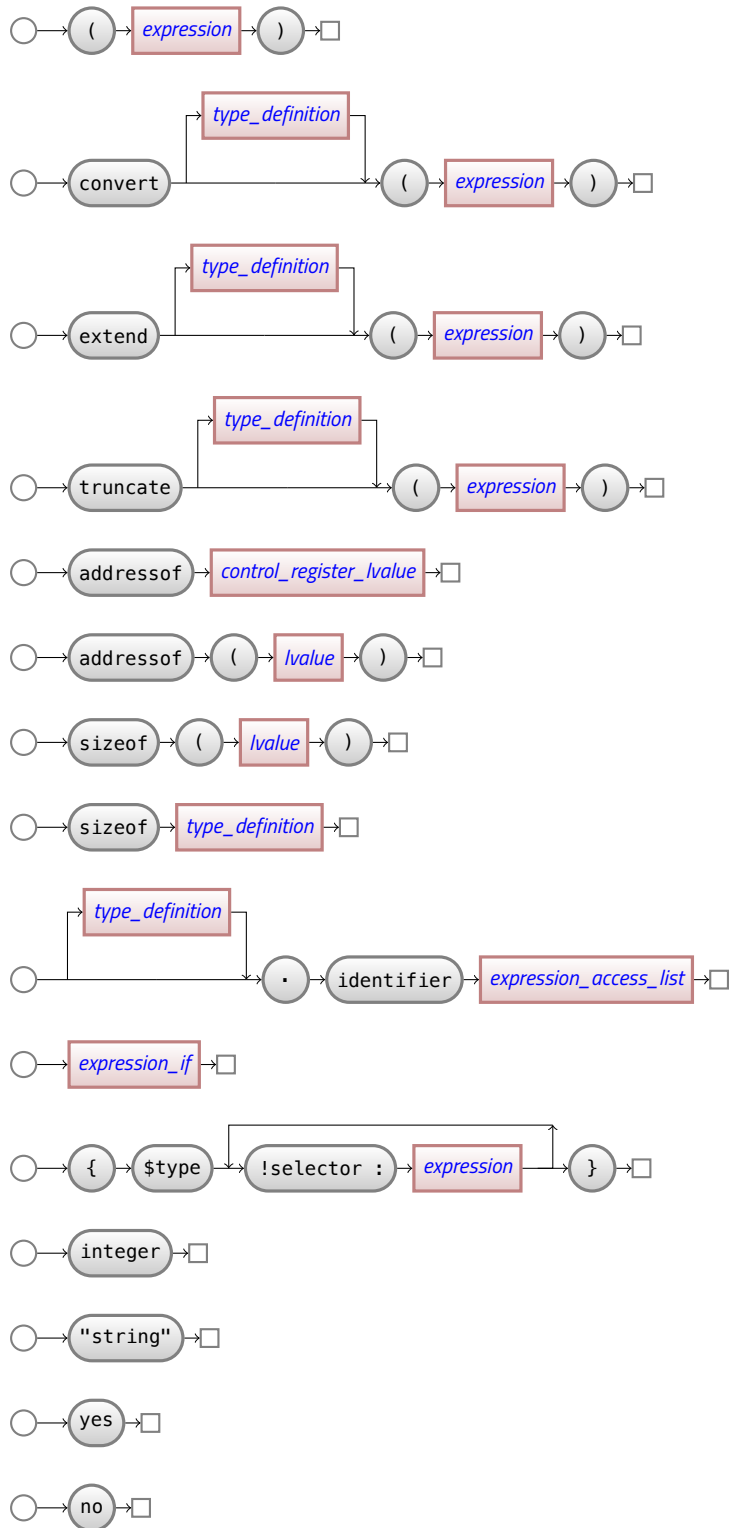 ( expression )
type_definition
convert ( expression )
type_definition
extend ( expression )
type_definition
truncate ( expression )
addressof control_register_lvalue
addressof ( lvalue )
sizeof ( lvalue )
sizeof type_definition
type_definition
. identifier expression_access_list
expression_if
{ $type !selector : expression }
integer
"string"
yes
no